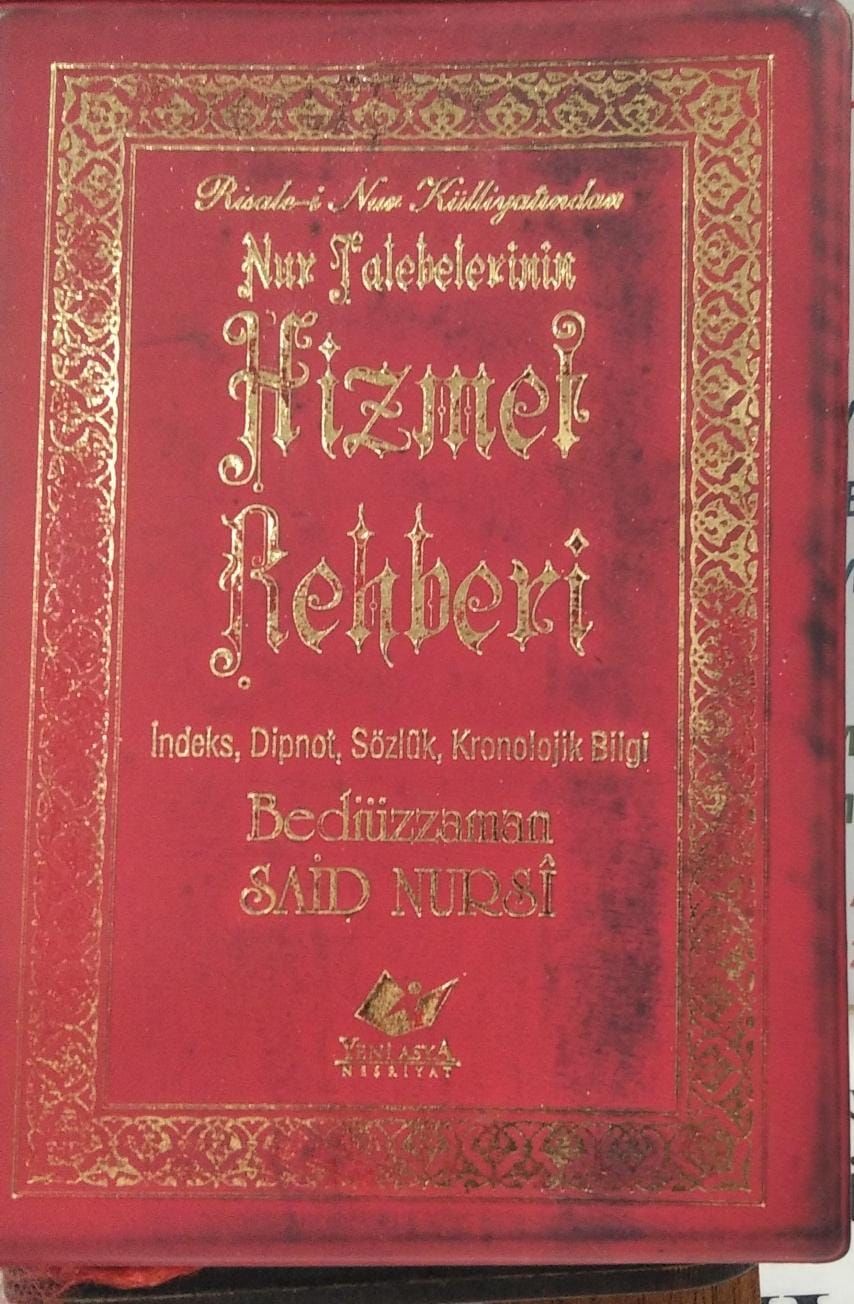 Risale-i Nur Külliyatından
Nur Talebelerinin
Hizmet
Rehberi
İndeks, Dipnot, Sözlük, Kronolojik Bilgi
Bediüzzaman
SAİD NURSÎ
YENİ ASYA
NEŞRİYAT